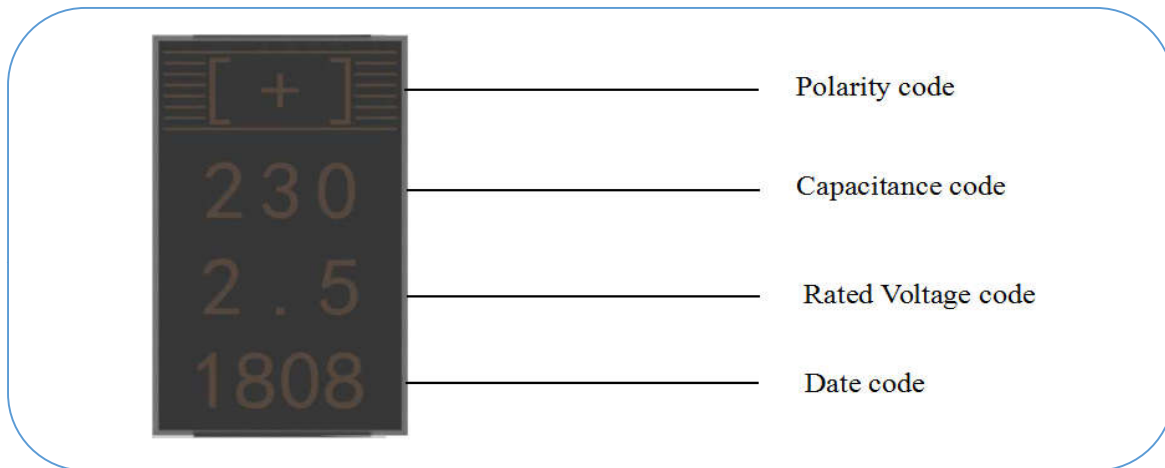 [ + ] Polarity code
230 Capacitance code
2.5 Rated Voltage code
1808 Date code